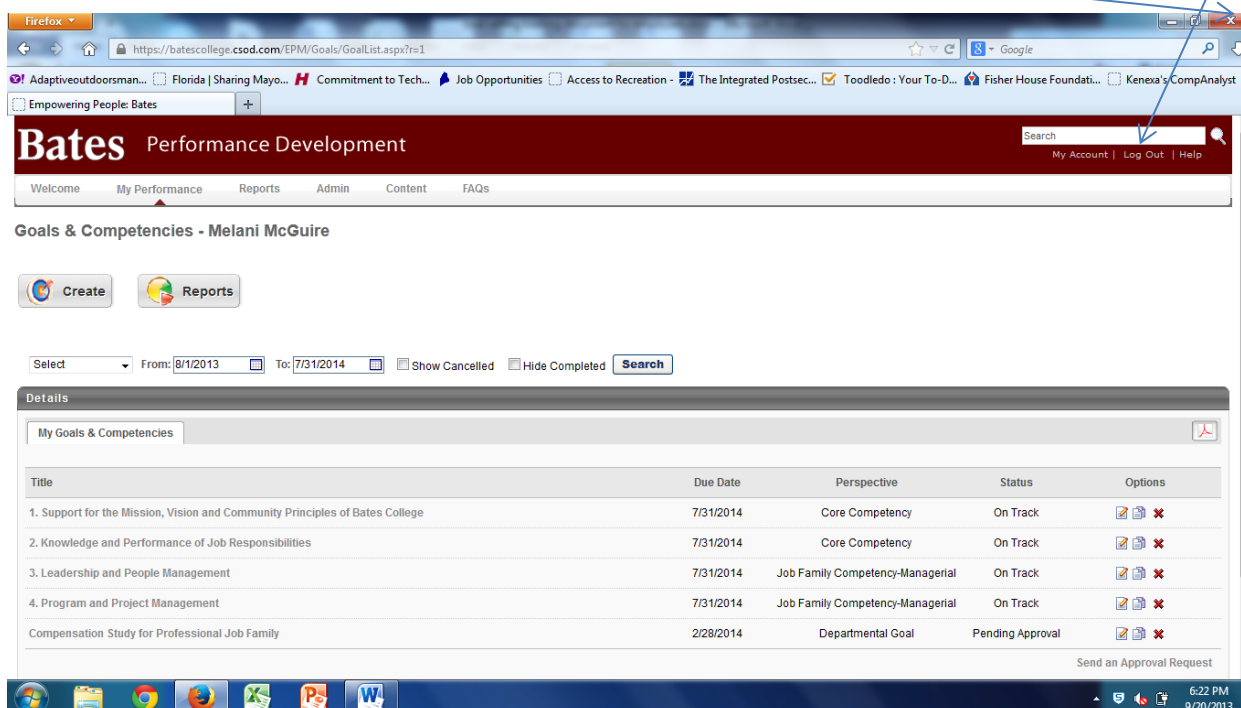 Firefox
https://batescollege.csod.com/EPM/Goals/GoalList.aspx?r=1
Google
Adaptiveoutdoorsman... Florida | Sharing Mayo... Commitment to Tech... Job Opportunities Access to Recreation - The Integrated Postsec... Toodledo : Your To-D... Fisher House Foundati... Kenexa's CompAnalyst
Empowering People: Bates +
Bates Performance Development
Search
My Account | Log Out | Help
Welcome My Performance Reports Admin Content FAQs
Goals & Competencies - Melani McGuire
Create Reports
Select From: 8/1/2013 To: 7/31/2014 Show Cancelled Hide Completed Search
Details
My Goals & Competencies
Title Due Date Perspective Status Options
1. Support for the Mission, Vision and Community Principles of Bates College 7/31/2014 Core Competency On Track
2. Knowledge and Performance of Job Responsibilities 7/31/2014 Core Competency On Track
3. Leadership and People Management 7/31/2014 Job Family Competency-Managerial On Track
4. Program and Project Management 7/31/2014 Job Family Competency-Managerial On Track
Compensation Study for Professional Job Family 2/28/2014 Departmental Goal Pending Approval
Send an Approval Request
6:22 PM
9/20/2013